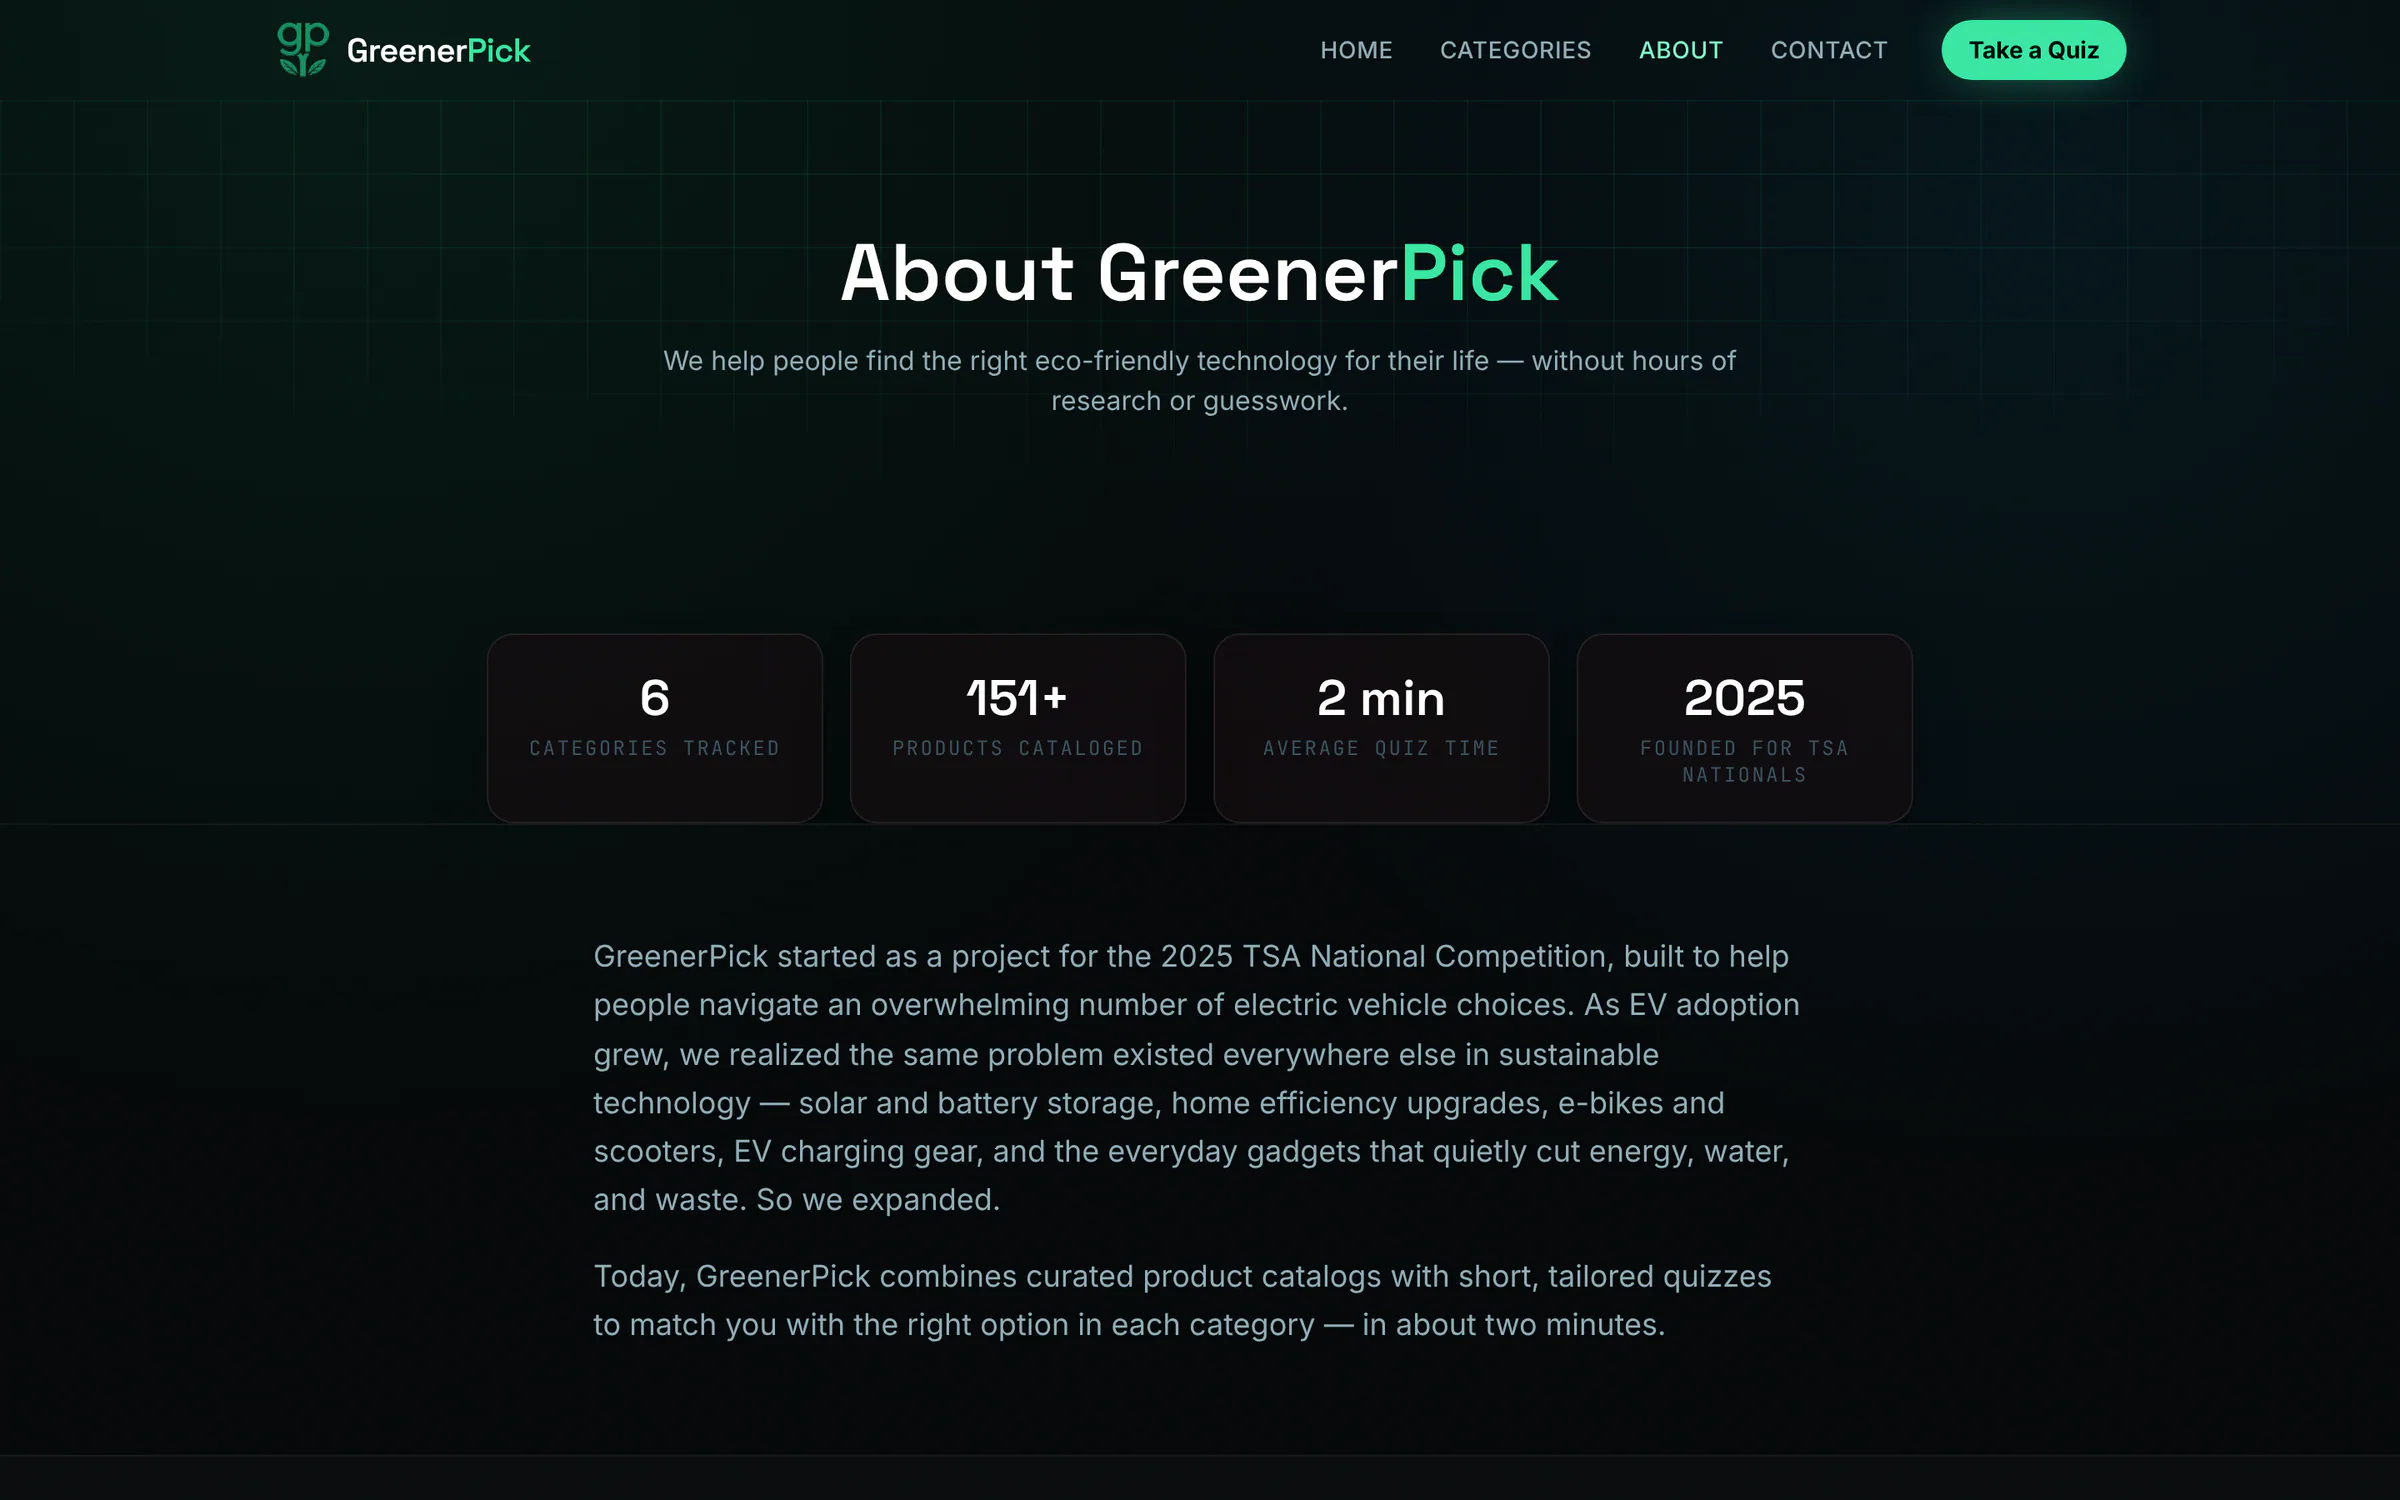 gp
GreenerPick
HOME
CATEGORIES
ABOUT
CONTACT
Take a Quiz
About GreenerPick
We help people find the right eco-friendly technology for their life — without hours of
research or guesswork.
6
CATEGORIES TRACKED
151+
PRODUCTS CATALOGED
2 min
AVERAGE QUIZ TIME
2025
FOUNDED FOR TSA
NATIONALS
GreenerPick started as a project for the 2025 TSA National Competition, built to help
people navigate an overwhelming number of electric vehicle choices. As EV adoption
grew, we realized the same problem existed everywhere else in sustainable
technology — solar and battery storage, home efficiency upgrades, e-bikes and
scooters, EV charging gear, and the everyday gadgets that quietly cut energy, water,
and waste. So we expanded.
Today, GreenerPick combines curated product catalogs with short, tailored quizzes
to match you with the right option in each category — in about two minutes.